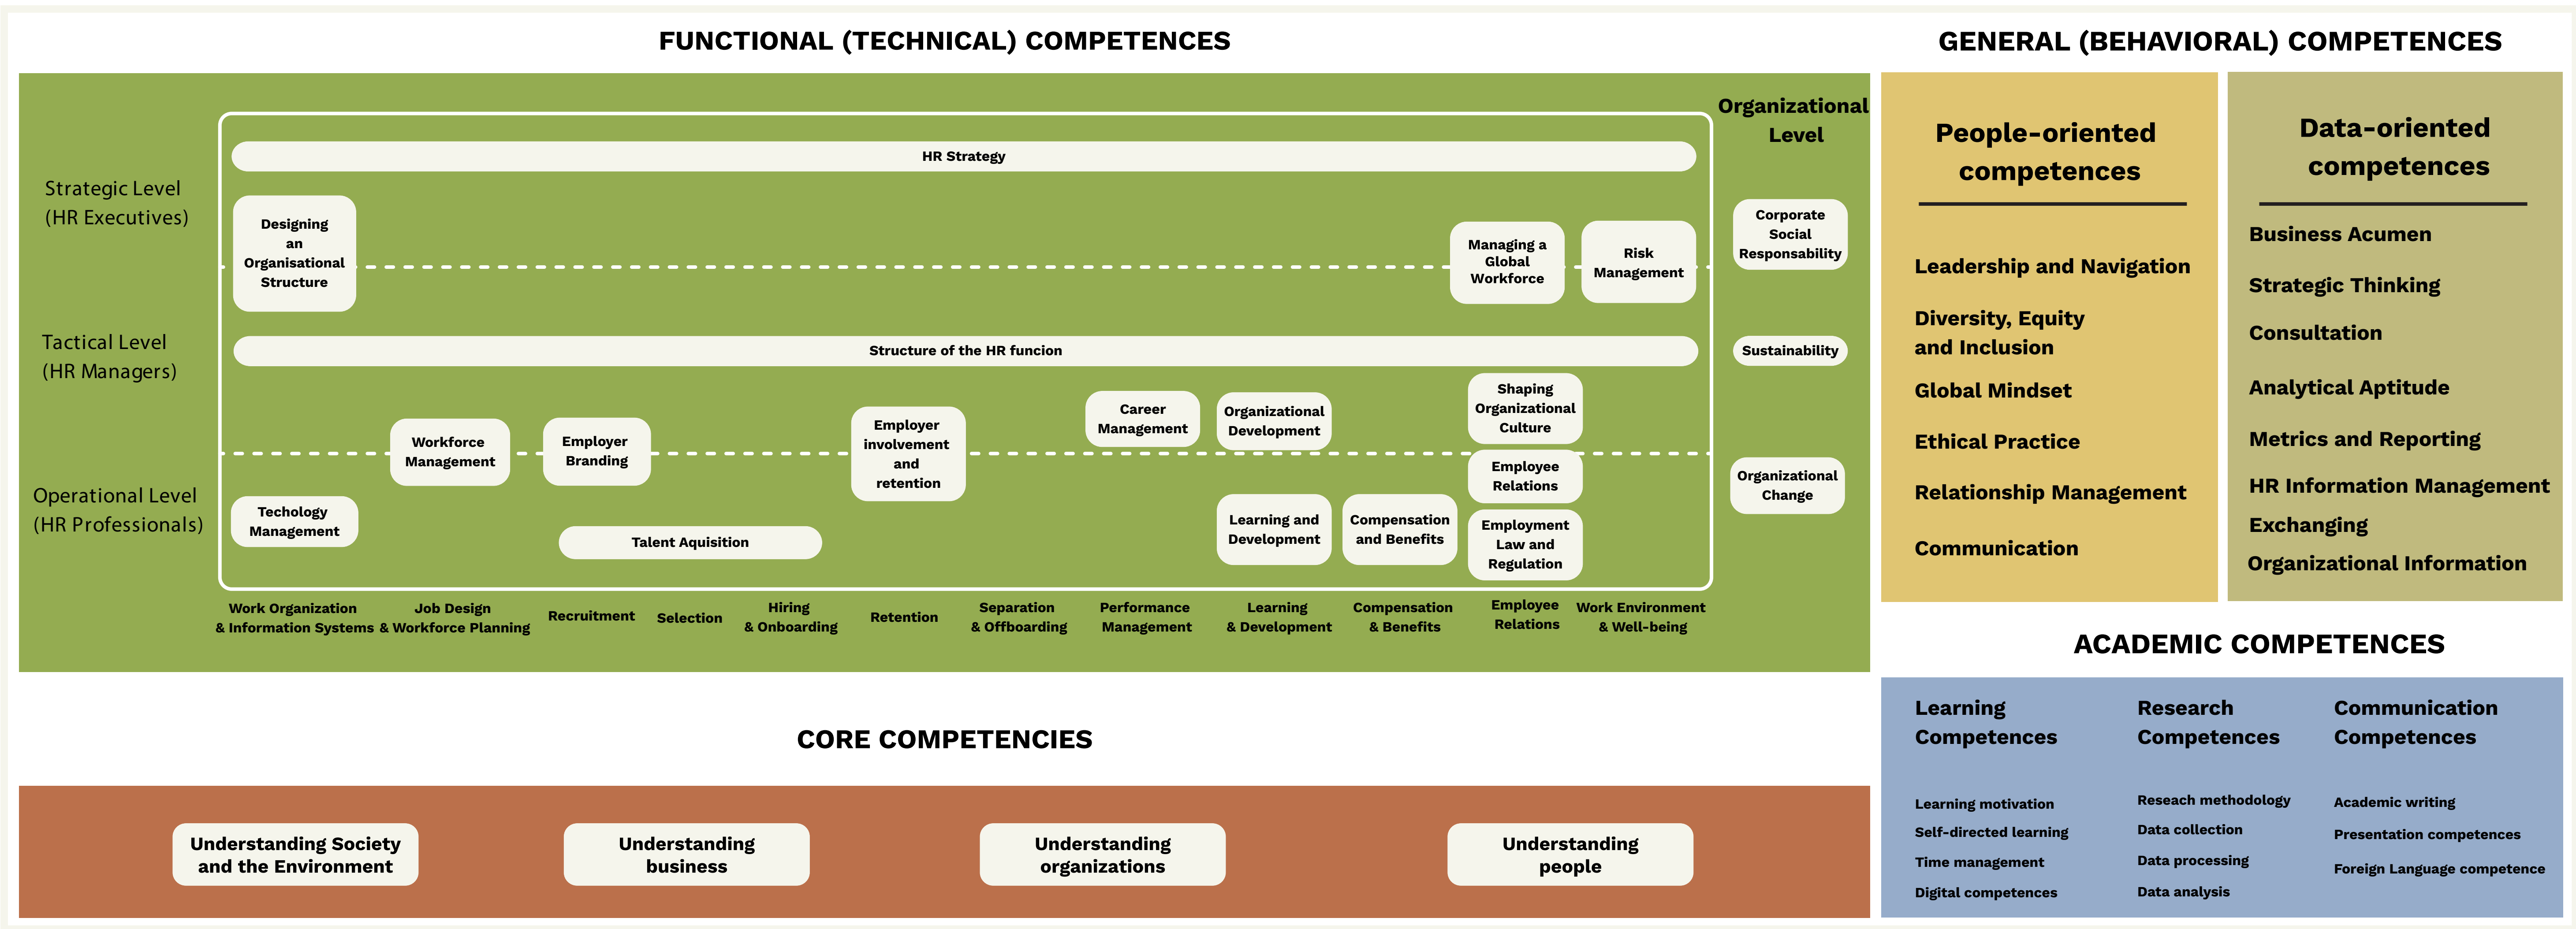 FUNCTIONAL (TECHNICAL) COMPETENCES
Organizational
Level
Strategic Level
(HR Executives)
Tactical Level
(HR Managers)
Operational Level
(HR Professionals)
HR Strategy
Designing
an
Organisational
Structure
Managing a
Global
Workforce
Risk
Management
Corporate
Social
Responsability
Structure of the HR funcion
Sustainability
Workforce
Management
Employer
Branding
Employer
involvement
and
retention
Career
Management
Organizational
Development
Shaping
Organizational
Culture
Employee
Relations
Organizational
Change
Techology
Management
Talent Aquisition
Learning and
Development
Compensation
and Benefits
Employment
Law and
Regulation
Work Organization
& Information Systems
Job Design
& Workforce Planning
Recruitment
Selection
Hiring
& Onboarding
Retention
Separation
& Offboarding
Performance
Management
Learning
& Development
Compensation
& Benefits
Employee
Relations
Work Environment
& Well-being
CORE COMPETENCIES
Understanding Society
and the Environment
Understanding
business
Understanding
organizations
Understanding
people
GENERAL (BEHAVIORAL) COMPETENCES
People-oriented
competences
Leadership and Navigation
Diversity, Equity
and Inclusion
Global Mindset
Ethical Practice
Relationship Management
Communication
Data-oriented
competences
Business Acumen
Strategic Thinking
Consultation
Analytical Aptitude
Metrics and Reporting
HR Information Management
Exchanging
Organizational Information
ACADEMIC COMPETENCES
Learning
Competences
Learning motivation
Self-directed learning
Time management
Digital competences
Research
Competences
Reseach methodology
Data collection
Data processing
Data analysis
Communication
Competences
Academic writing
Presentation competences
Foreign Language competence